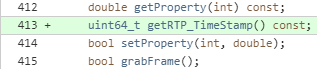 412 double getProperty(int) const;
413 + uint64_t getRTP_TimeStamp() const;
414 bool setProperty(int, double);
415 bool grabFrame();